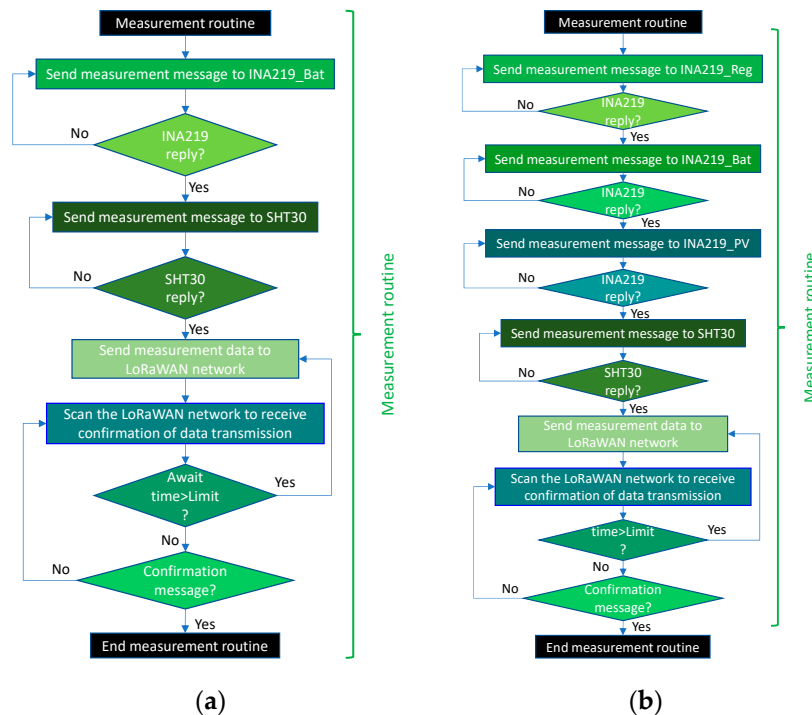 Measurement routine
Send measurement message to INA219_Bat
INA219
reply?
No
Yes
Send measurement message to SHT30
SHT30
reply?
No
Yes
Send measurement data to
LoRaWAN network
Scan the LoRaWAN network to receive
confirmation of data transmission
Await
time>Limit
?
Yes
No
Confirmation
message?
No
Yes
End measurement routine
Measurement routine
(a)
Measurement routine
Send measurement message to INA219_Reg
INA219
reply?
No
Yes
Send measurement message to INA219_Bat
INA219
reply?
No
Yes
Send measurement message to INA219_PV
INA219
reply?
No
Yes
Send measurement message to SHT30
SHT30
reply?
No
Yes
Send measurement data to
LoRaWAN network
Scan the LoRaWAN network to receive
confirmation of data transmission
time>Limit
?
Yes
No
Confirmation
message?
No
Yes
End measurement routine
Measurement routine
(b)